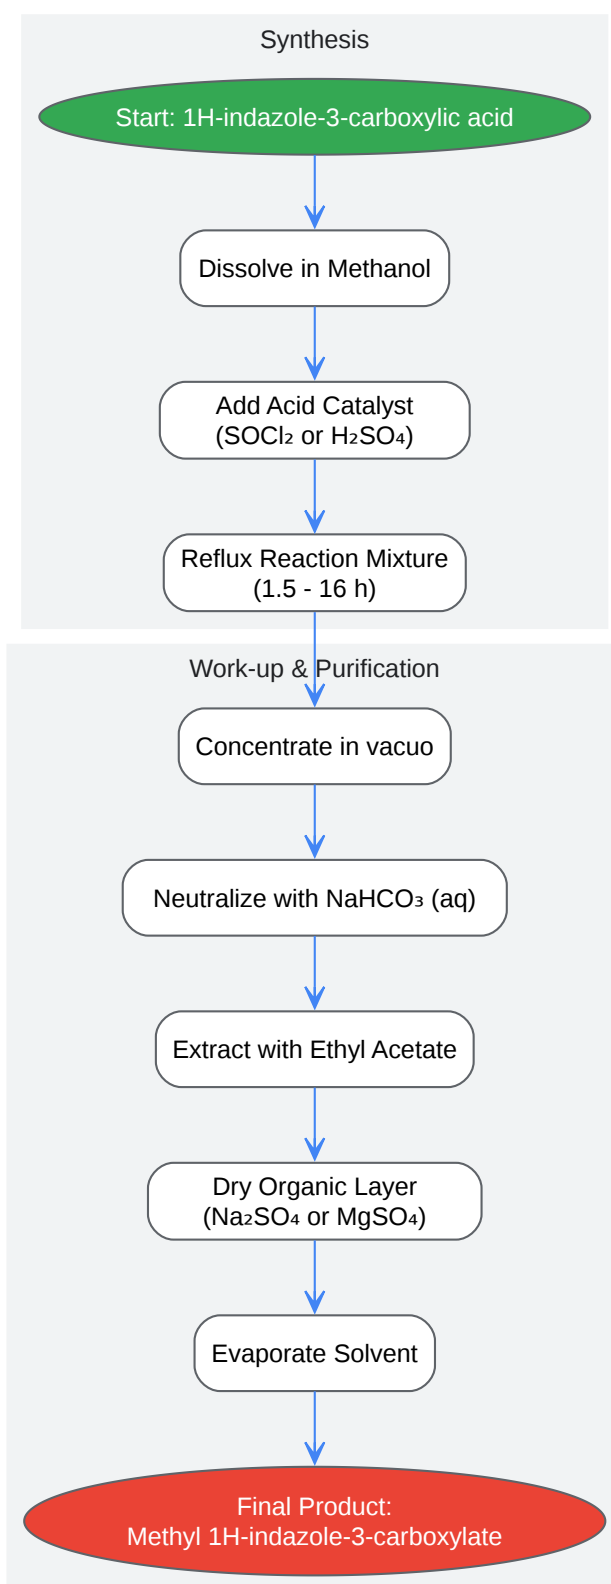 Synthesis
Start: 1H-indazole-3-carboxylic acid
Dissolve in Methanol
Add Acid Catalyst
(SOCl₂ or H₂SO₄)
Reflux Reaction Mixture
(1.5 - 16 h)
Work-up & Purification
Concentrate in vacuo
Neutralize with NaHCO₃ (aq)
Extract with Ethyl Acetate
Dry Organic Layer
(Na₂SO₄ or MgSO₄)
Evaporate Solvent
Final Product:
Methyl 1H-indazole-3-carboxylate